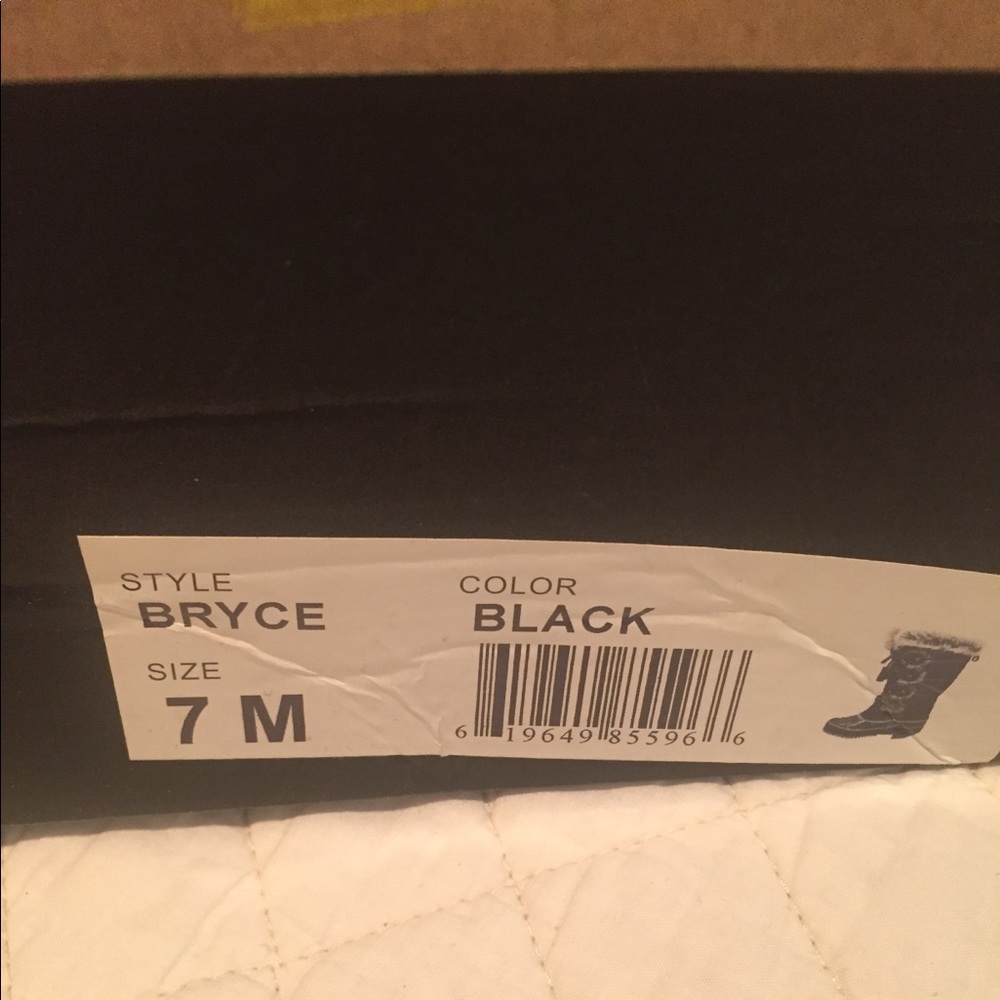 STYLE
BRYCE
COLOR
BLACK
SIZE
7 M
6 19649 85596 6